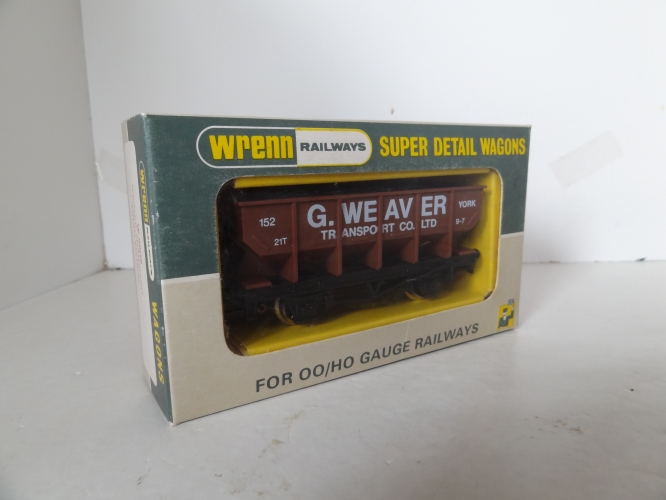 wrenn RAILWAYS SUPER DETAIL WAGONS
152 G. WEAVER YORK
21T TRANSPORT CO. LTD 9-7
FOR OO/HO GAUGE RAILWAYS
wrenn
WAGONS